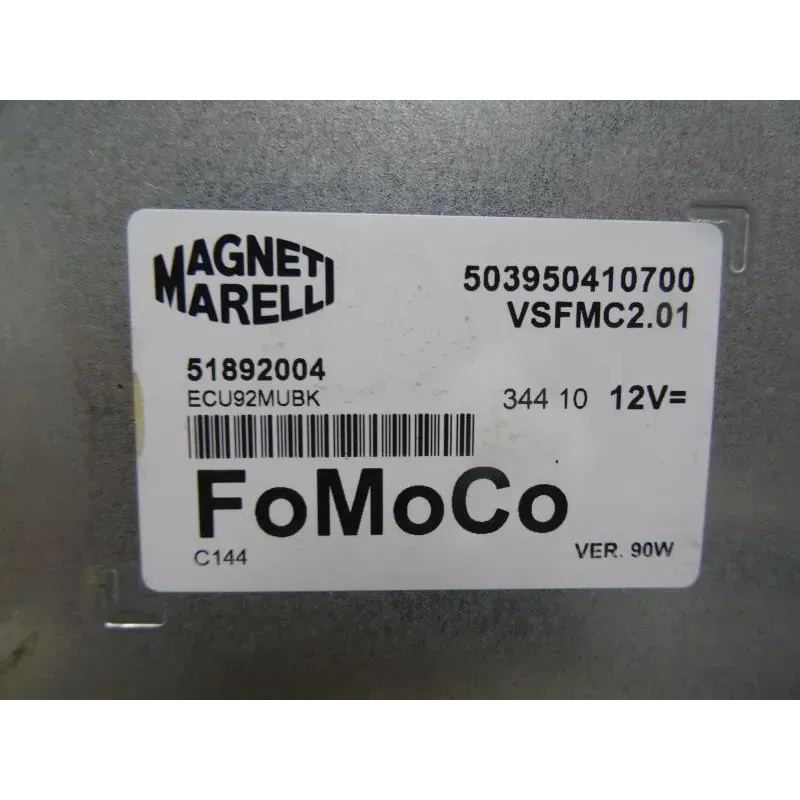 MAGNETI
MARELLI
503950410700
VSFMC2.01
51892004
ECU92MUBK
344 10 12V=
FoMoCo
C144
VER. 90W